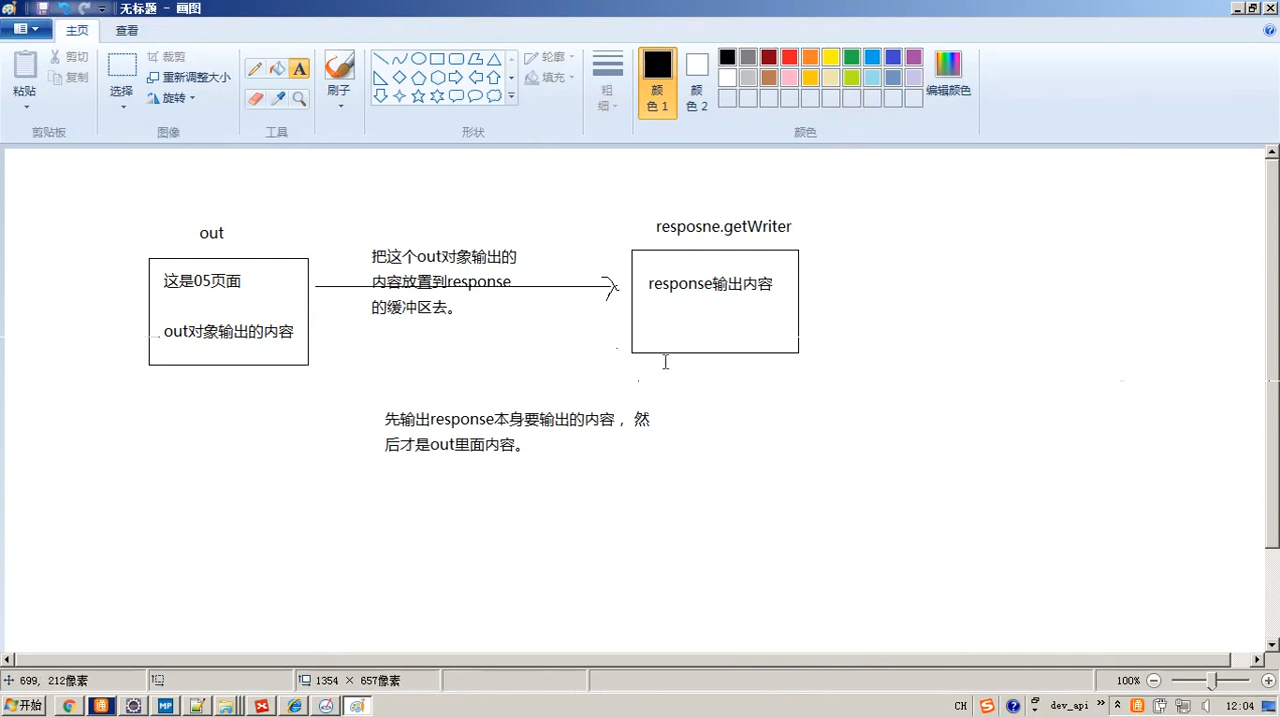 无标题 - 画图
主页
查看
粘贴
剪切
复制
剪贴板
选择
裁剪
重新调整大小
旋转
图像
A
工具
刷子
轮廓
填充
形状
粗
细
颜
色 1
颜
色 2
编辑颜色
颜色
out
这是05页面
out对象输出的内容
把这个out对象输出的
内容放置到response
的缓冲区去。
resposne.getWriter
response输出内容
先输出response本身要输出的内容，然
后才是out里面内容。
699, 212像素
1354 × 657像素
100%
开始
MP
CH
dev_api
12:04